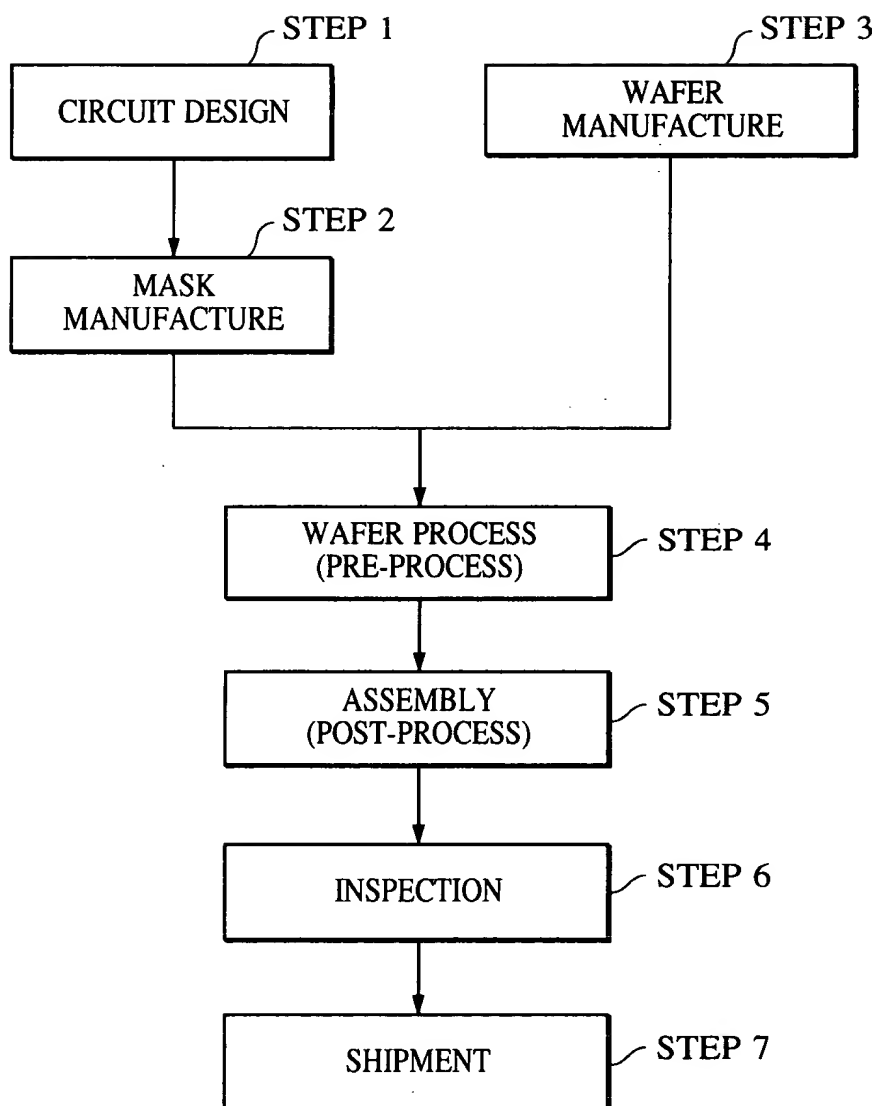 STEP 1
CIRCUIT DESIGN
STEP 2
MASK
MANUFACTURE
STEP 3
WAFER
MANUFACTURE
WAFER PROCESS
(PRE-PROCESS)
STEP 4
ASSEMBLY
(POST-PROCESS)
STEP 5
INSPECTION
STEP 6
SHIPMENT
STEP 7